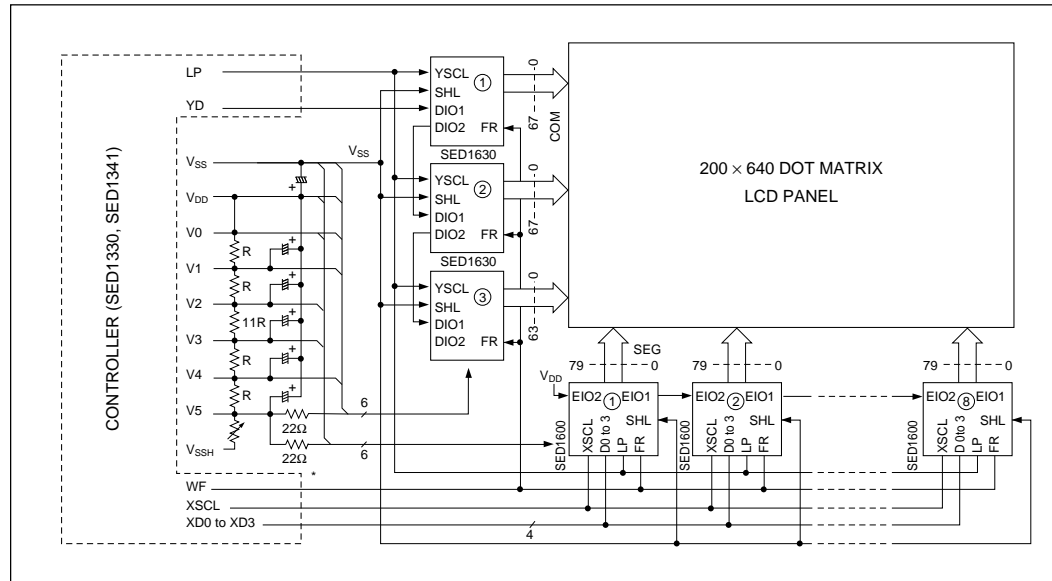 CONTROLLER (SED1330, SED1341)
LP
YD
VSS
VDD
V0
V1
V2
V3
V4
V5
VSSH
WF
XSCL
XD0 to XD3
R
R
11R
R
R
+
+
+
+
+
+
22Ω
22Ω
6
6
*
4
VSS
YSCL
SHL
DIO1
DIO2 FR
1
SED1630
67 0
COM
YSCL
SHL
DIO1
DIO2 FR
2
SED1630
67 0
YSCL
SHL
DIO1
DIO2 FR
3
63 0
200 × 640 DOT MATRIX
LCD PANEL
SEG
79 0
79 0
79 0
VDD
EIO2 EIO1
1
SHL
XSCL
D0 to 3
LP
FR
SED1600
EIO2 EIO1
2
SHL
XSCL
D0 to 3
LP
FR
SED1600
EIO2 EIO1
8
SHL
XSCL
D 0to 3
LP
FR
SED1600